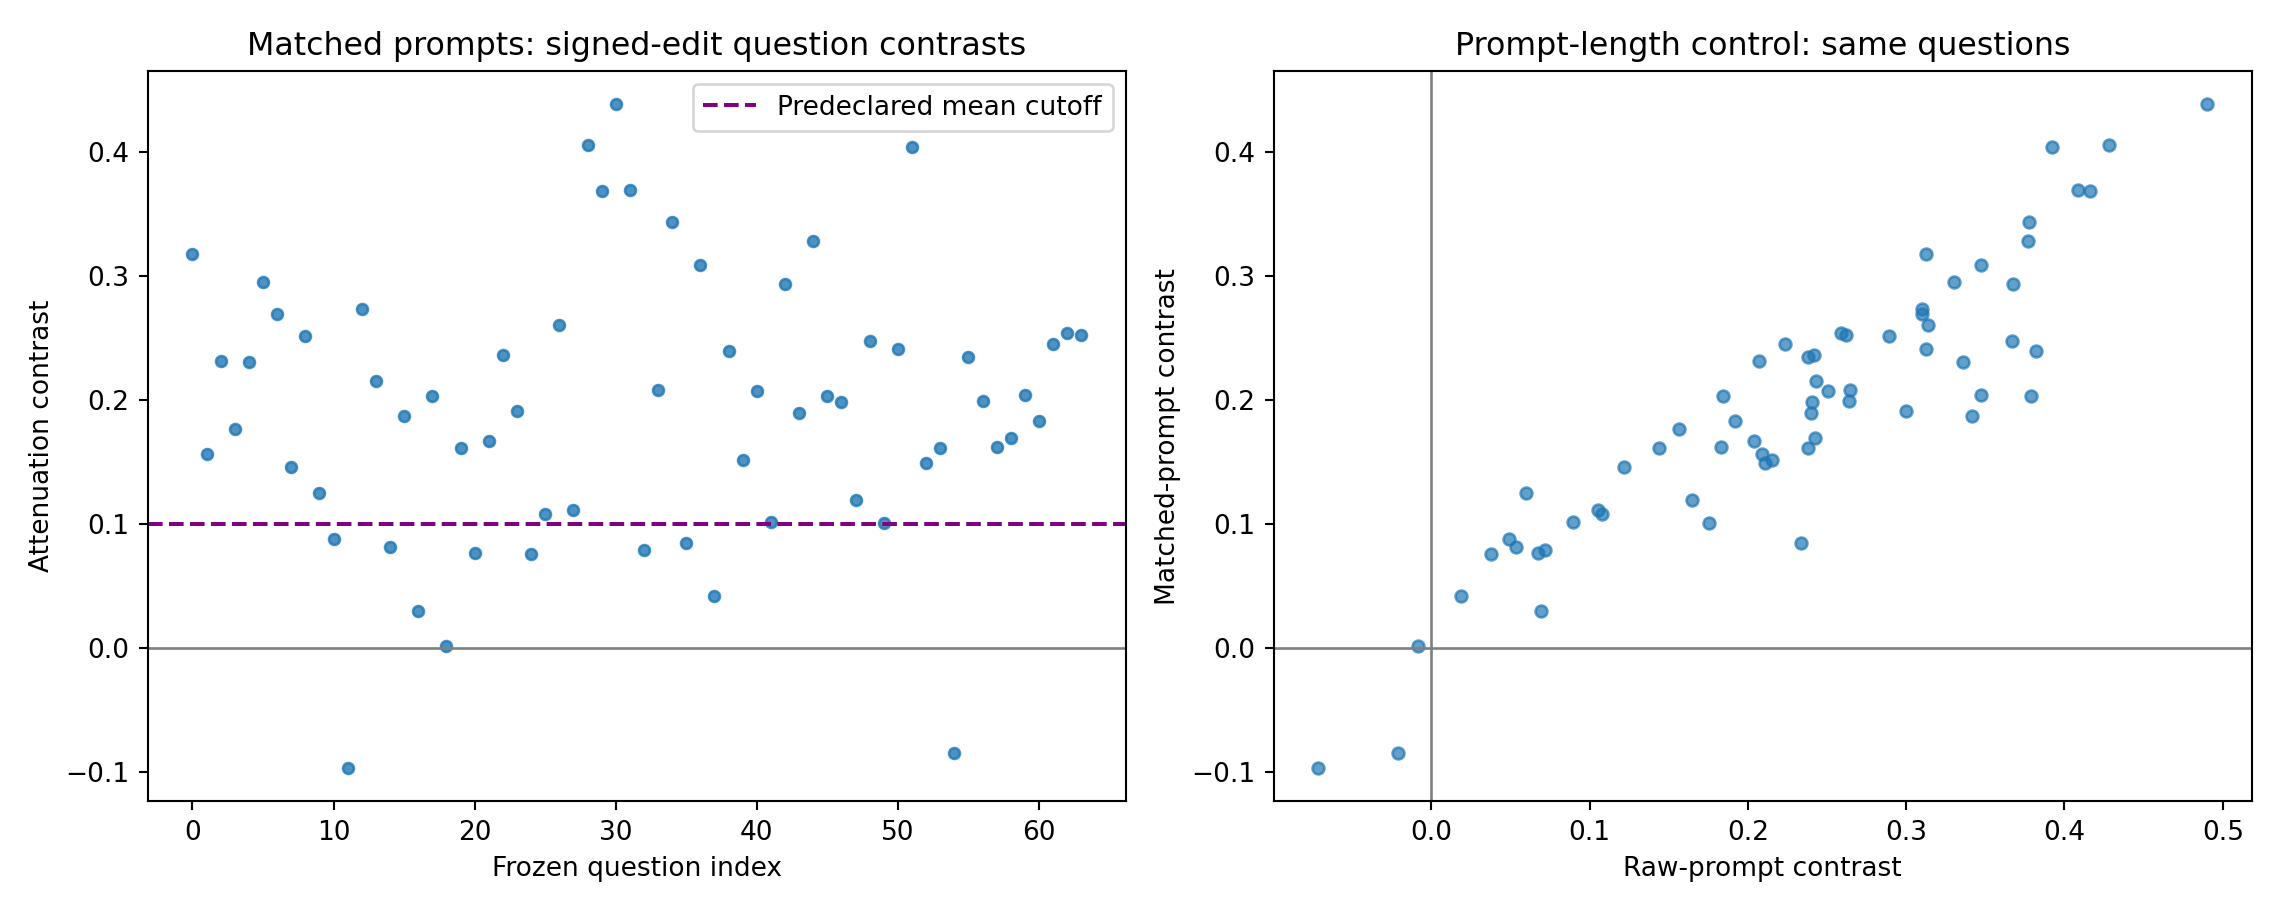 Matched prompts: signed-edit question contrasts
Predeclared mean cutoff
Attenuation contrast
0.4
0.3
0.2
0.1
0.0
−0.1
0 10 20 30 40 50 60
Frozen question index
Prompt-length control: same questions
Matched-prompt contrast
0.4
0.3
0.2
0.1
0.0
−0.1
0.0 0.1 0.2 0.3 0.4 0.5
Raw-prompt contrast